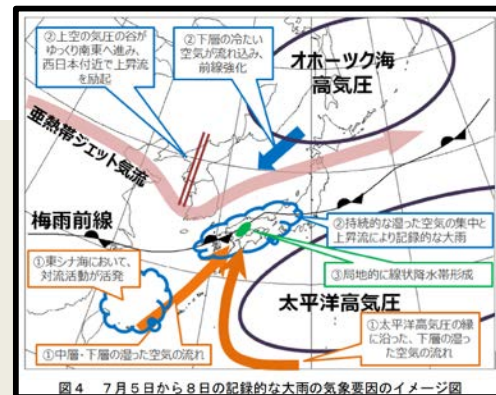 ②上空の気圧の谷が
ゆっくり南東へ進み、
西日本付近で上昇流
を励起
②下層の冷たい
空気が流れ込み、
前線強化
オホーツク海
高気圧
亜熱帯ジェット気流
梅雨前線
①東シナ海において、
対流活動が活発
②持続的な湿った空気の集中と
上昇流により記録的な大雨
③局地的に線状降水帯形成
太平洋高気圧
①中層・下層の湿った空気の流れ
①太平洋高気圧の縁
に沿った、下層の湿っ
た空気の流れ
図4 7月5日から8日の記録的な大雨の気象要因のイメージ図